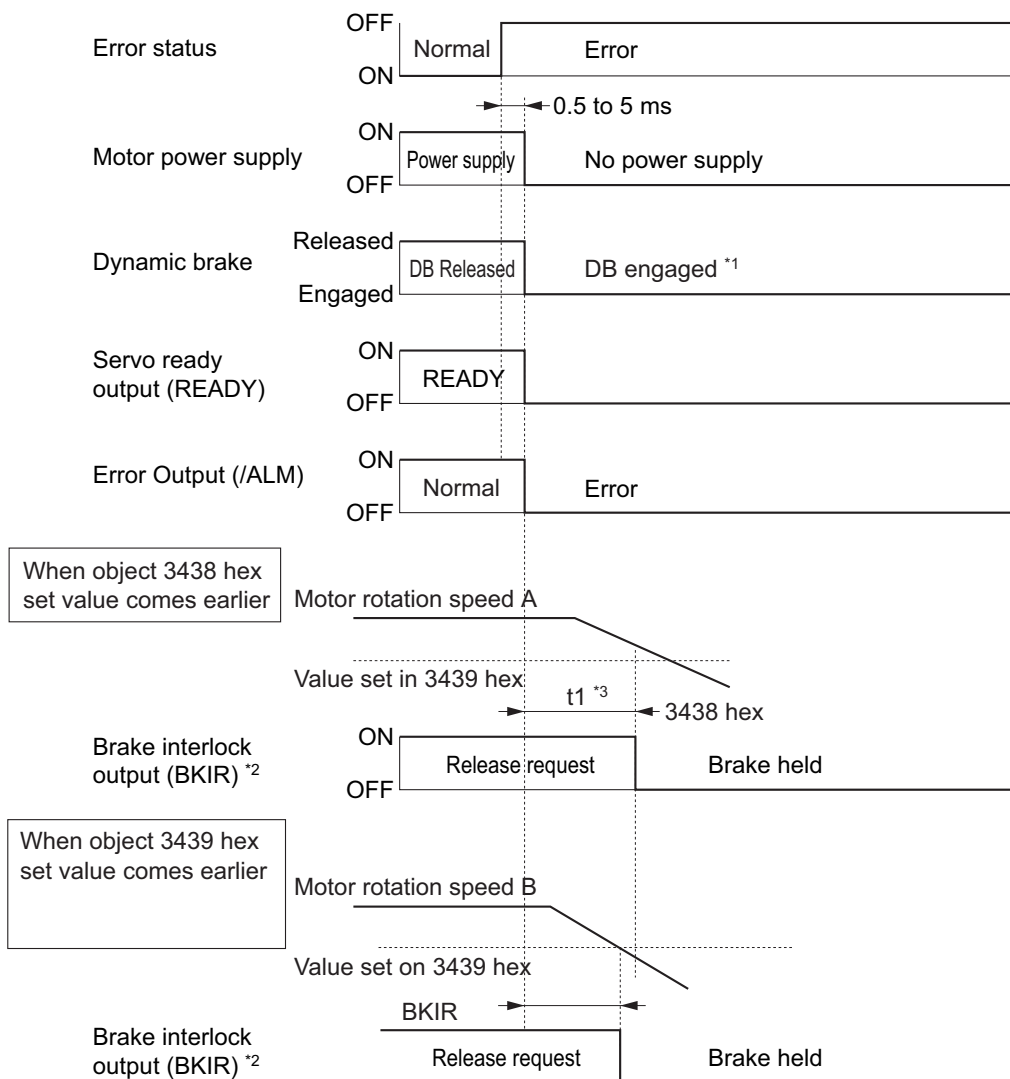 OFF
Error status
Normal
Error
ON
0.5 to 5 ms
ON
Motor power supply
Power supply
No power supply
OFF
Released
Dynamic brake
DB Released
DB engaged *1
Engaged
ON
Servo ready
output (READY)
READY
OFF
ON
Error Output (/ALM)
Normal
Error
OFF
When object 3438 hex
set value comes earlier
Motor rotation speed A
Value set in 3439 hex
t1 *3
3438 hex
ON
Brake interlock
output (BKIR) *2
Release request
Brake held
OFF
When object 3439 hex
set value comes earlier
Motor rotation speed B
Value set on 3439 hex
BKIR
Brake interlock
output (BKIR) *2
Release request
Brake held